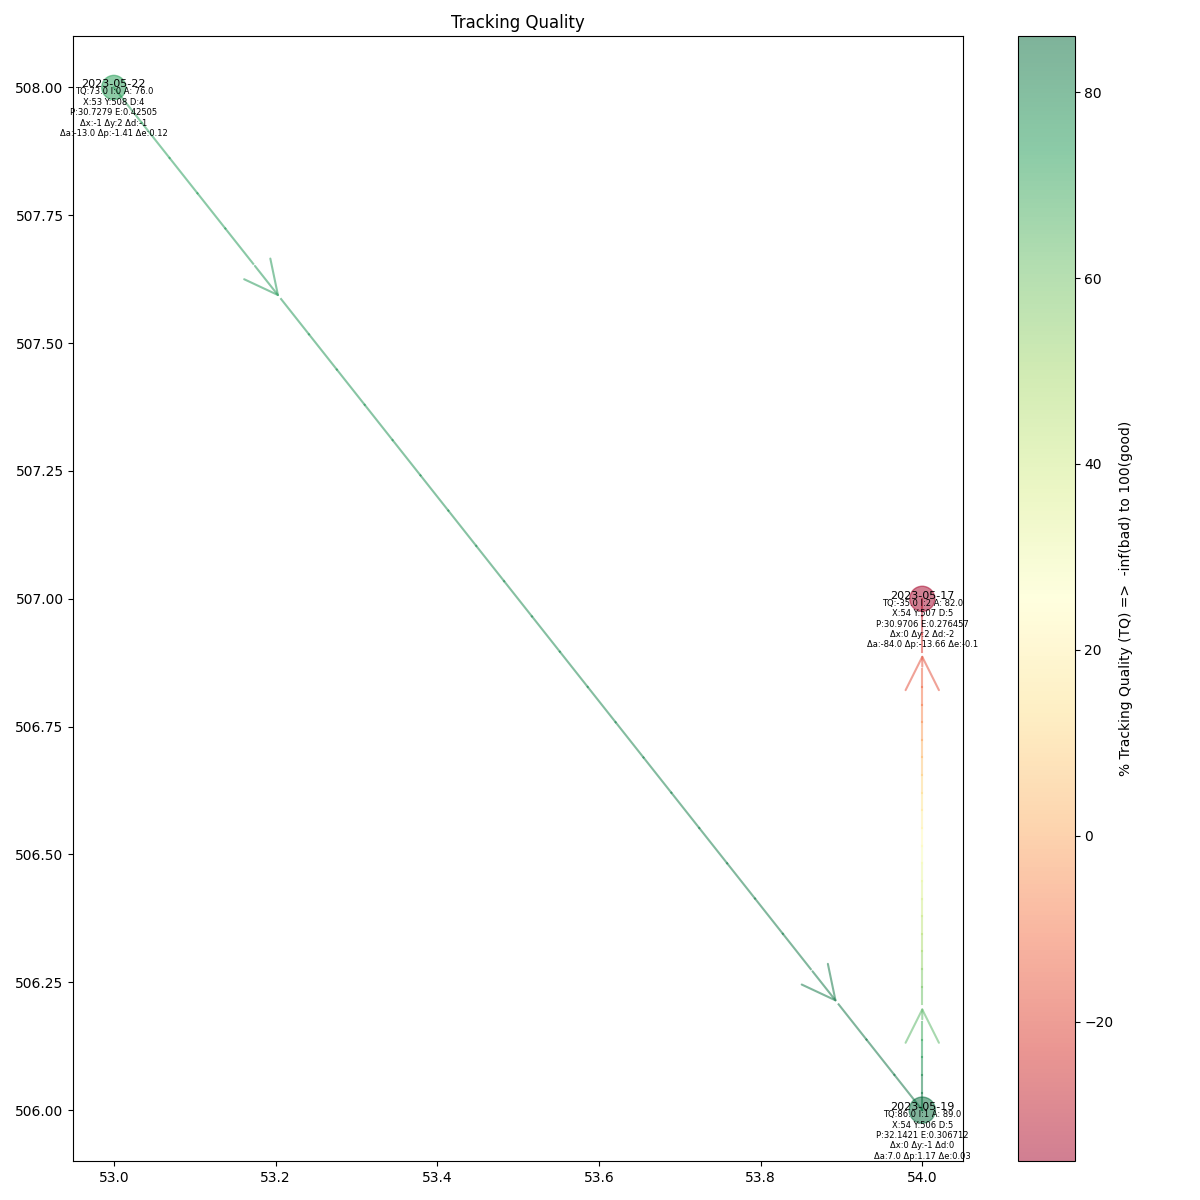 Tracking Quality
508.00
507.75
507.50
507.25
507.00
506.75
506.50
506.25
506.00
53.0
53.2
53.4
53.6
53.8
54.0
2023-05-22
TQ:73.0 I:0 A: 76.0
X:53 Y:508 D:4
P:30.7279 E:0.42505
Δx:-1 Δy:2 Δd:-1
Δa:-13.0 Δp:-1.41 Δe:0.12
2023-05-17
TQ:-35.0 I:2 A: 82.0
X:54 Y:507 D:5
P:30.9706 E:0.276457
Δx:0 Δy:2 Δd:-2
Δa:-84.0 Δp:-13.66 Δe:-0.1
2023-05-19
TQ:86.0 I:1 A: 89.0
X:54 Y:506 D:5
P:32.1421 E:0.306712
Δx:0 Δy:-1 Δd:0
Δa:7.0 Δp:1.17 Δe:0.03
80
60
40
20
0
−20
% Tracking Quality (TQ) => -inf(bad) to 100(good)